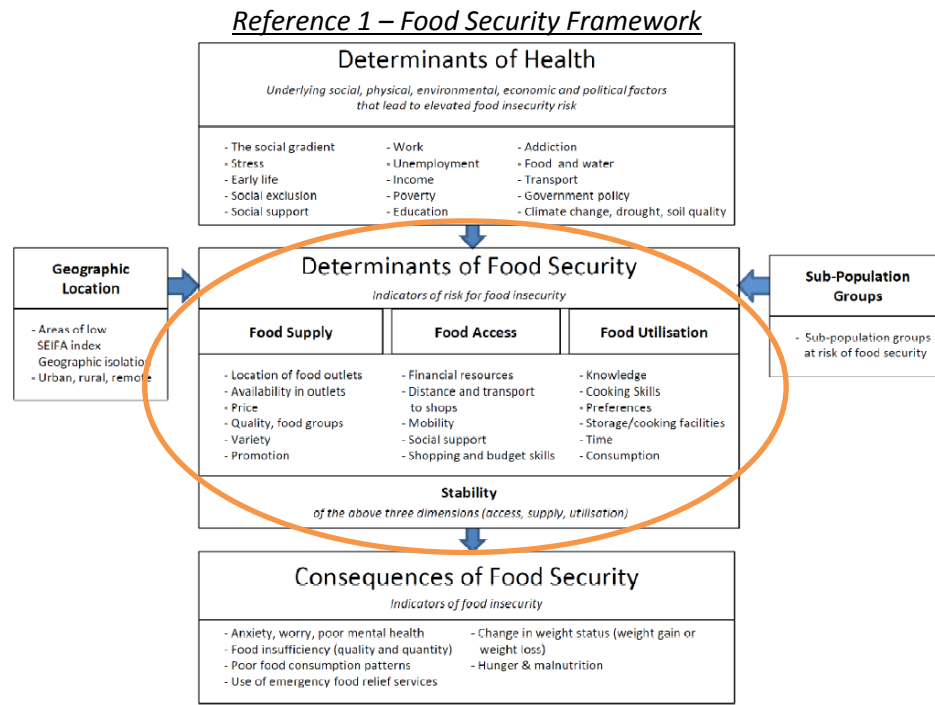 Reference 1 – Food Security Framework
Determinants of Health
Underlying social, physical, environmental, economic and political factors
that lead to elevated food insecurity risk
- The social gradient
- Stress
- Early life
- Social exclusion
- Social support
- Work
- Unemployment
- Income
- Poverty
- Education
- Addiction
- Food and water
- Transport
- Government policy
- Climate change, drought, soil quality
Geographic
Location
- Areas of low
SEIFA index
Geographic isolation
- Urban, rural, remote
Determinants of Food Security
Indicators of risk for food insecurity
Food Supply
- Location of food outlets
- Availability in outlets
- Price
- Quality, food groups
- Variety
- Promotion
Food Access
- Financial resources
- Distance and transport
to shops
- Mobility
- Social support
- Shopping and budget skills
Food Utilisation
- Knowledge
- Cooking Skills
- Preferences
- Storage/cooking facilities
- Time
- Consumption
Stability
of the above three dimensions (access, supply, utilisation)
Sub-Population
Groups
- Sub-population groups
at risk of food security
Consequences of Food Security
Indicators of food insecurity
- Anxiety, worry, poor mental health
- Food insufficiency (quality and quantity)
- Poor food consumption patterns
- Use of emergency food relief services
- Change in weight status (weight gain or
weight loss)
- Hunger & malnutrition